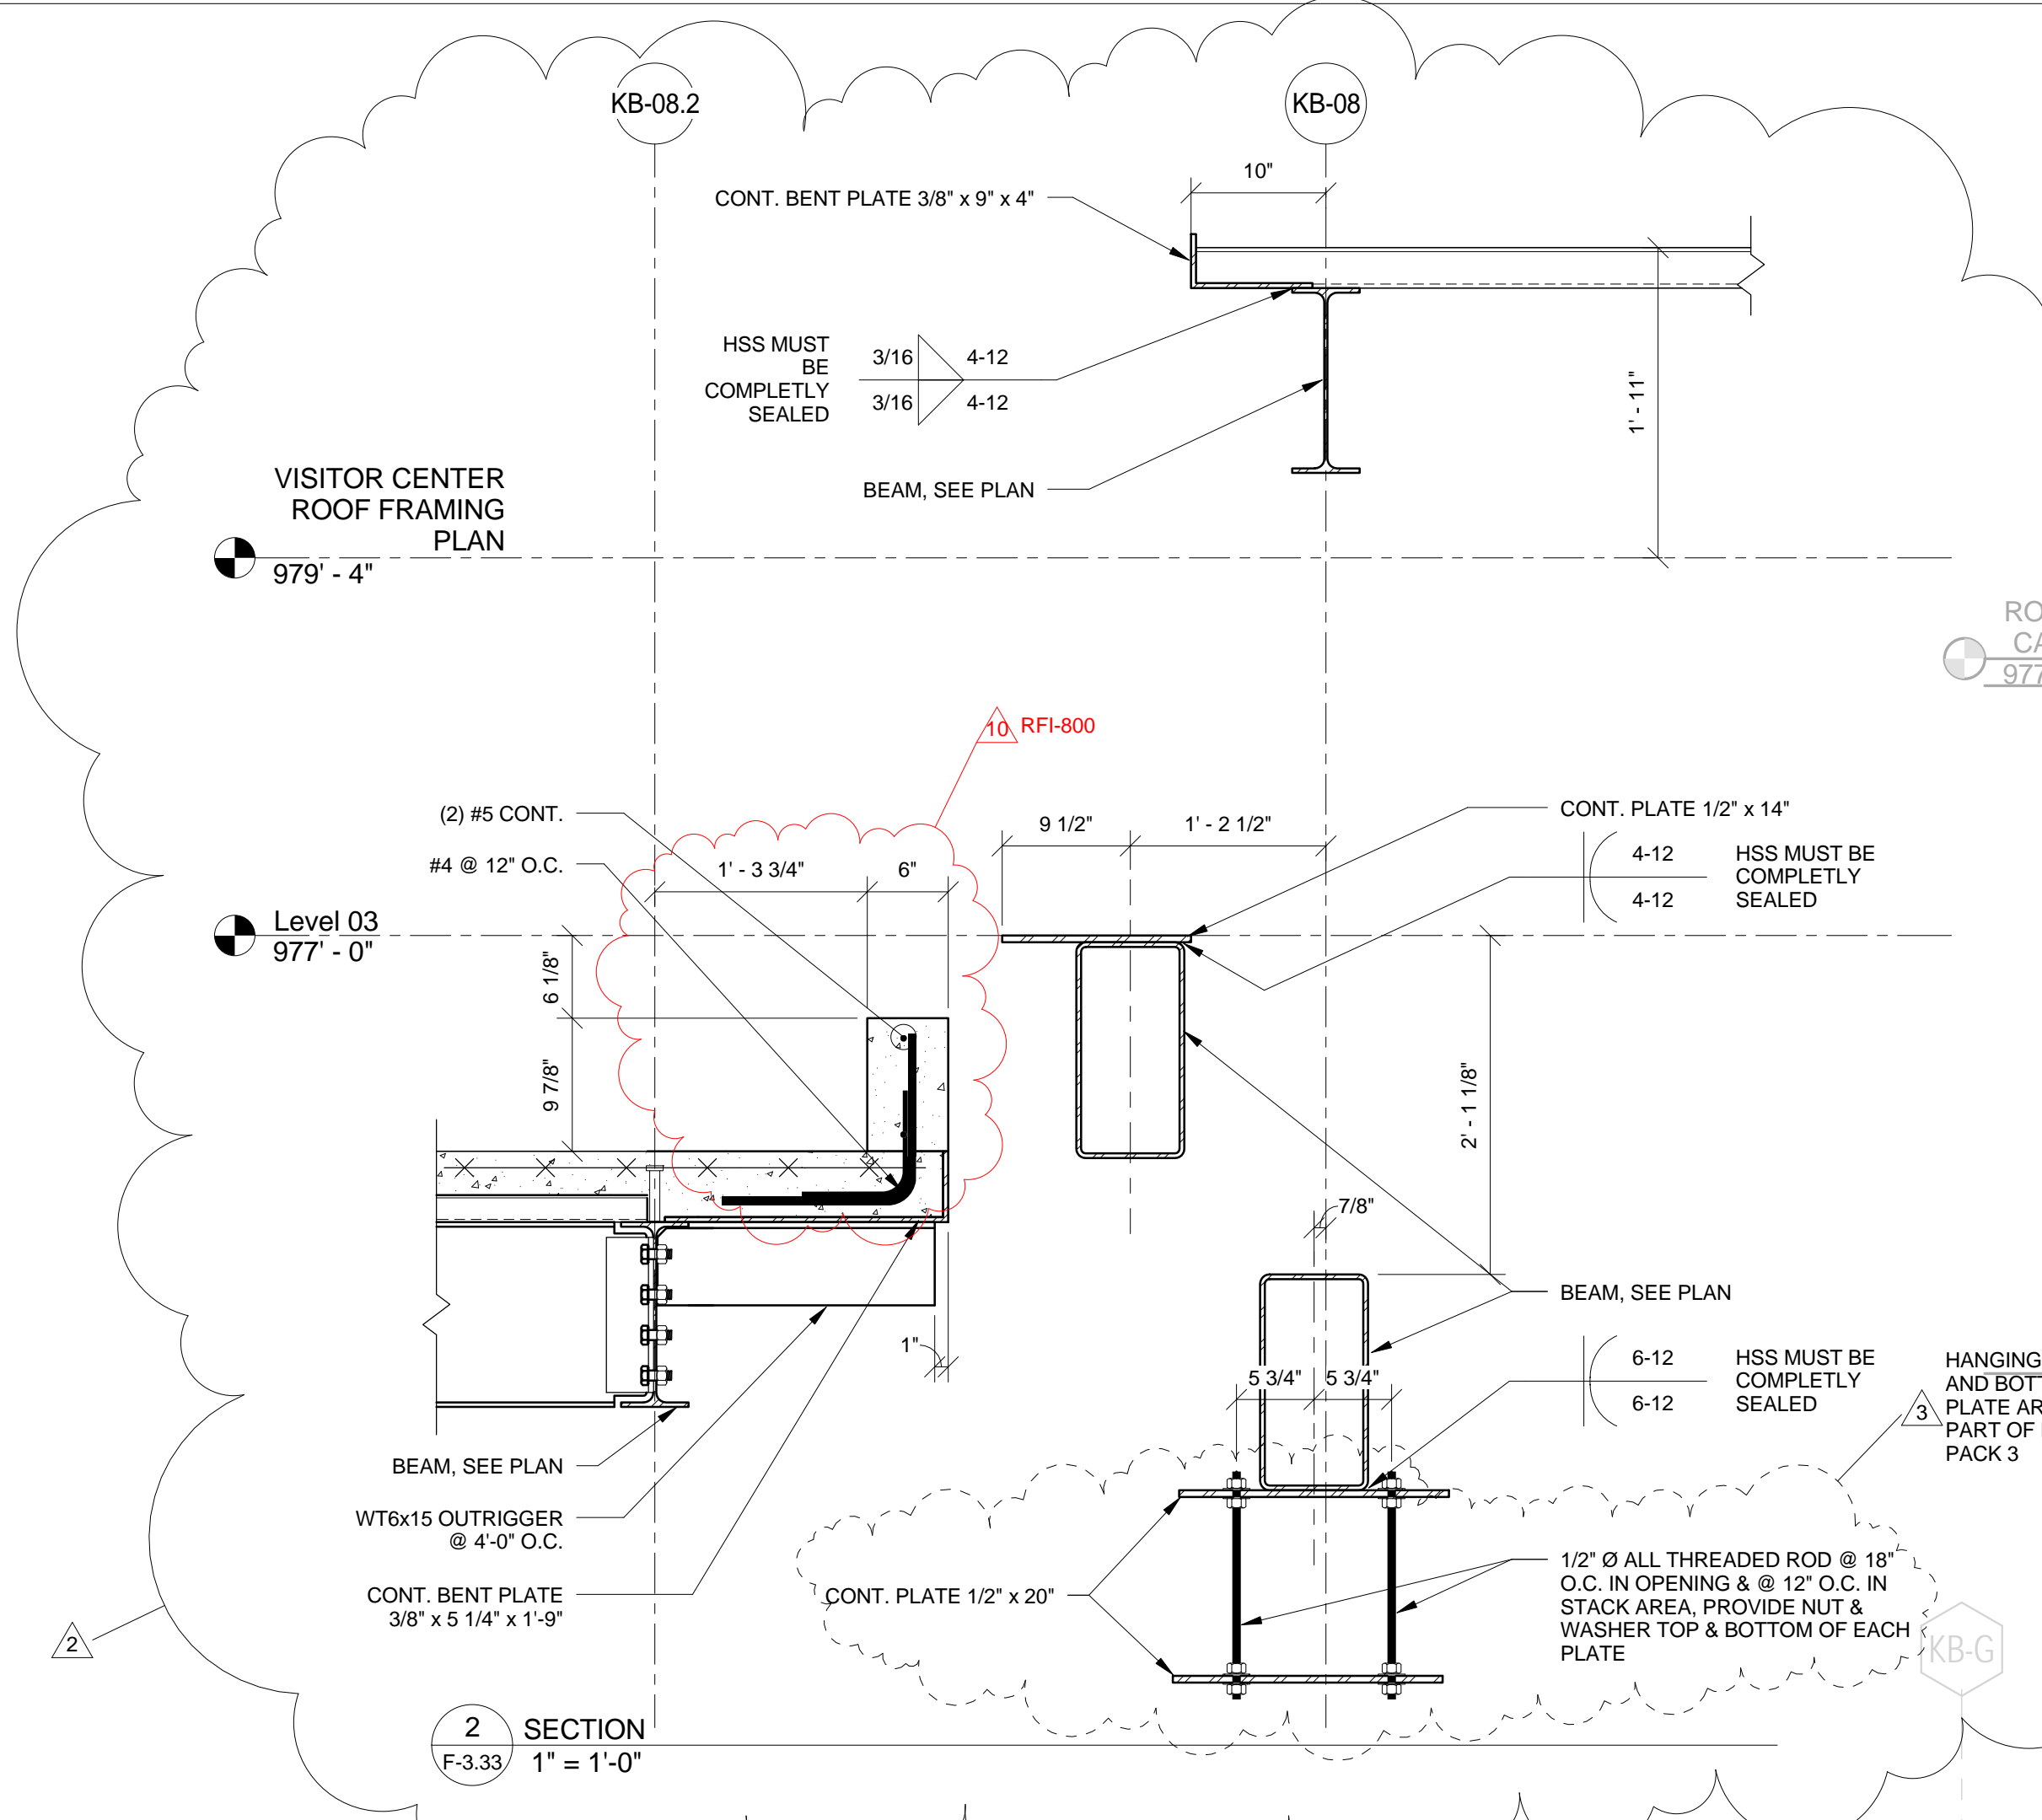 KB-08.2
KB-08
10"
CONT. BENT PLATE 3/8" x 9" x 4"
HSS MUST
BE
COMPLETLY
SEALED
3/16
4-12
3/16
4-12
1' - 11"
BEAM, SEE PLAN
VISITOR CENTER
ROOF FRAMING
PLAN
979' - 4"
10
RFI-800
(2) #5 CONT.
#4 @ 12" O.C.
1' - 3 3/4"
6"
9 1/2"
1' - 2 1/2"
CONT. PLATE 1/2" x 14"
4-12
4-12
HSS MUST BE
COMPLETLY
SEALED
Level 03
977' - 0"
6 1/8"
9 7/8"
2' - 1 1/8"
7/8"
1"
BEAM, SEE PLAN
5 3/4"
5 3/4"
6-12
6-12
HSS MUST BE
COMPLETLY
SEALED
3
HANGING
PLATE
PART OF
PACK 3
BEAM, SEE PLAN
WT6x15 OUTRIGGER
@ 4'-0" O.C.
CONT. BENT PLATE
3/8" x 5 1/4" x 1'-9"
CONT. PLATE 1/2" x 20"
1/2" Ø ALL THREADED ROD @ 18"
O.C. IN OPENING & @ 12" O.C. IN
STACK AREA, PROVIDE NUT &
WASHER TOP & BOTTOM OF EACH
PLATE
KB-G
2
2
F-3.33
SECTION
1" = 1'-0"